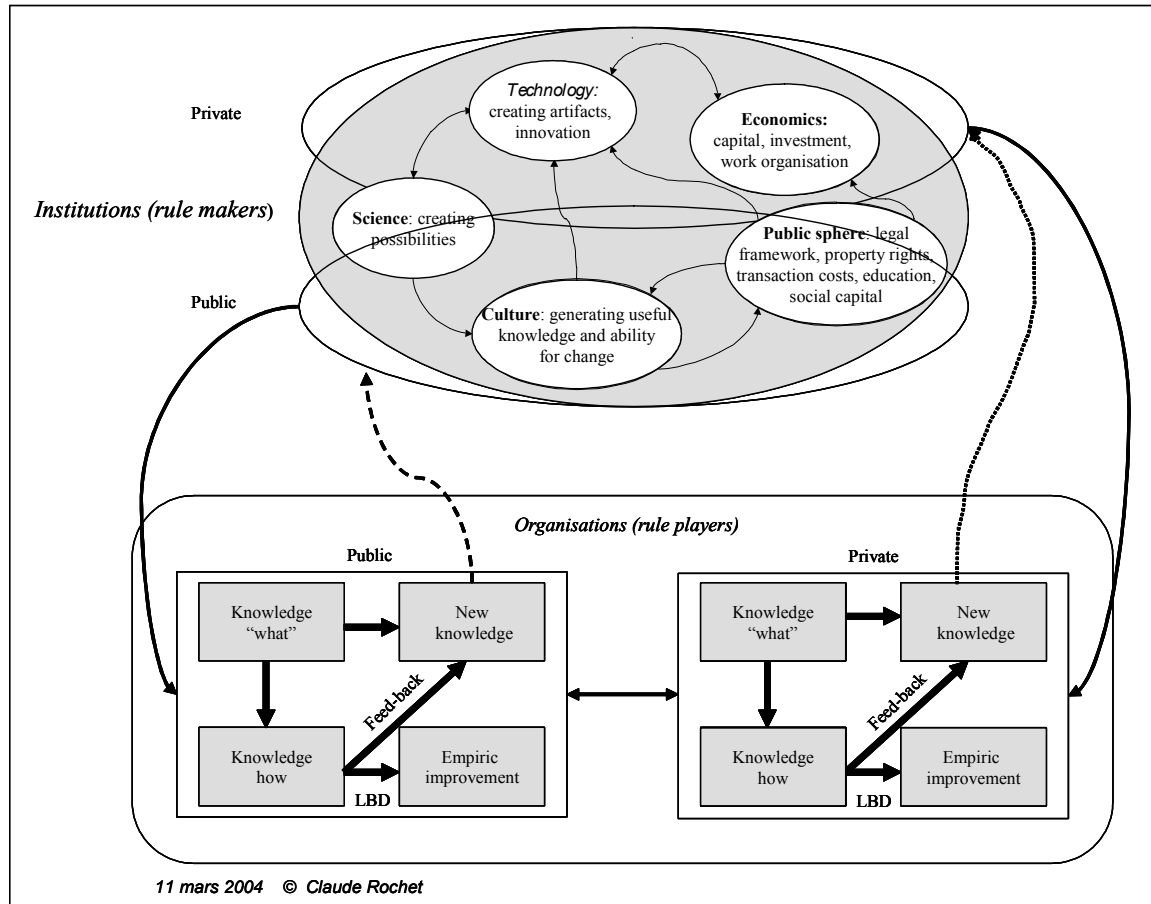 Technology:
creating artifacts,
innovation
Private
Economics:
capital, investment,
work organisation
Institutions (rule makers)
Science: creating
possibilities
Public sphere: legal
framework, property rights,
transaction costs, education,
social capital
Public
Culture: generating useful
knowledge and ability
for change
Organisations (rule players)
Public
Private
Knowledge
“what”
New
knowledge
Feed-back
Knowledge
how
Empiric
improvement
LBD
Knowledge
“what”
New
knowledge
Feed-back
Knowledge
how
Empiric
improvement
LBD
11 mars 2004 © Claude Rochet